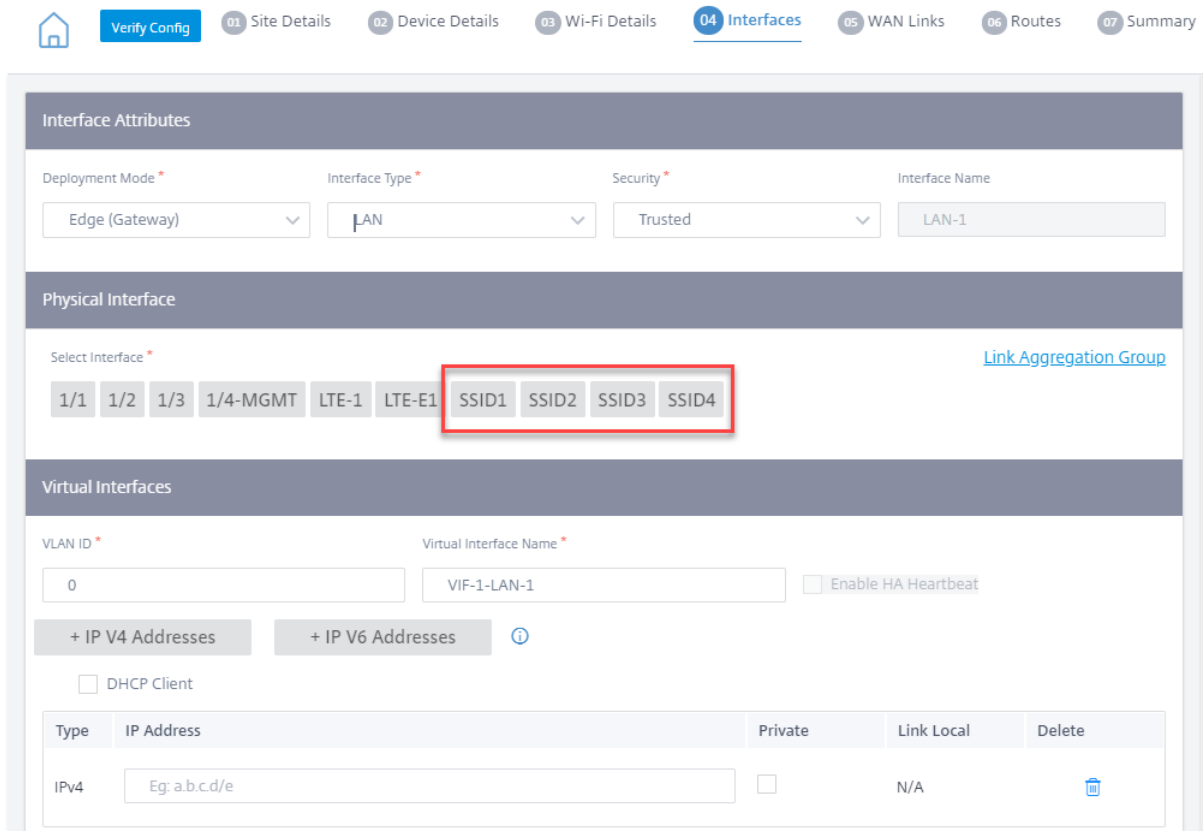 Verify Config 01 Site Details 02 Device Details 03 Wi-Fi Details 04 Interfaces 05 WAN Links 06 Routes 07 Summary
Interface Attributes
Deployment Mode * Interface Type * Security * Interface Name
Edge (Gateway) LAN Trusted LAN-1
Physical Interface
Select Interface * Link Aggregation Group
1/1 1/2 1/3 1/4-MGMT LTE-1 LTE-E1 SSID1 SSID2 SSID3 SSID4
Virtual Interfaces
VLAN ID * Virtual Interface Name *
0 VIF-1-LAN-1 Enable HA Heartbeat
+ IP V4 Addresses + IP V6 Addresses
DHCP Client
Type IP Address Private Link Local Delete
IPv4 Eg: a.b.c.d/e N/A